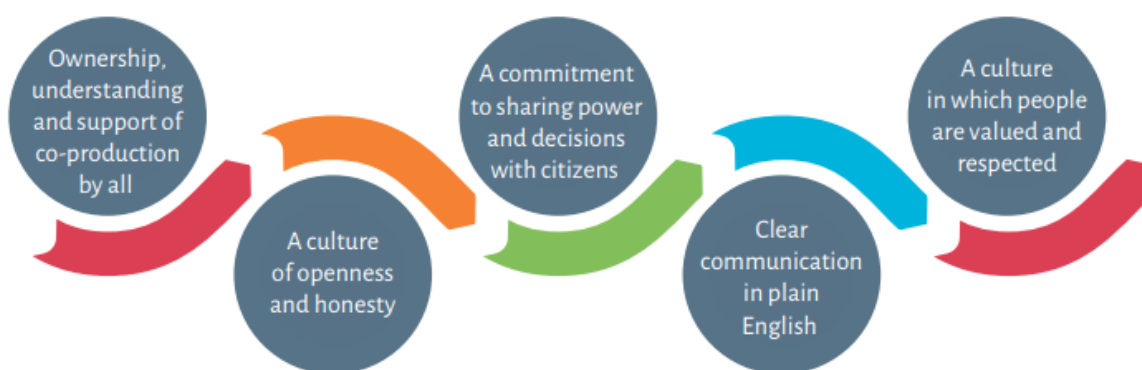 Ownership,
understanding
and support of
co-production
by all
A culture
of openness
and honesty
A commitment
to sharing power
and decisions
with citizens
Clear
communication
in plain
English
A culture
in which people
are valued and
respected